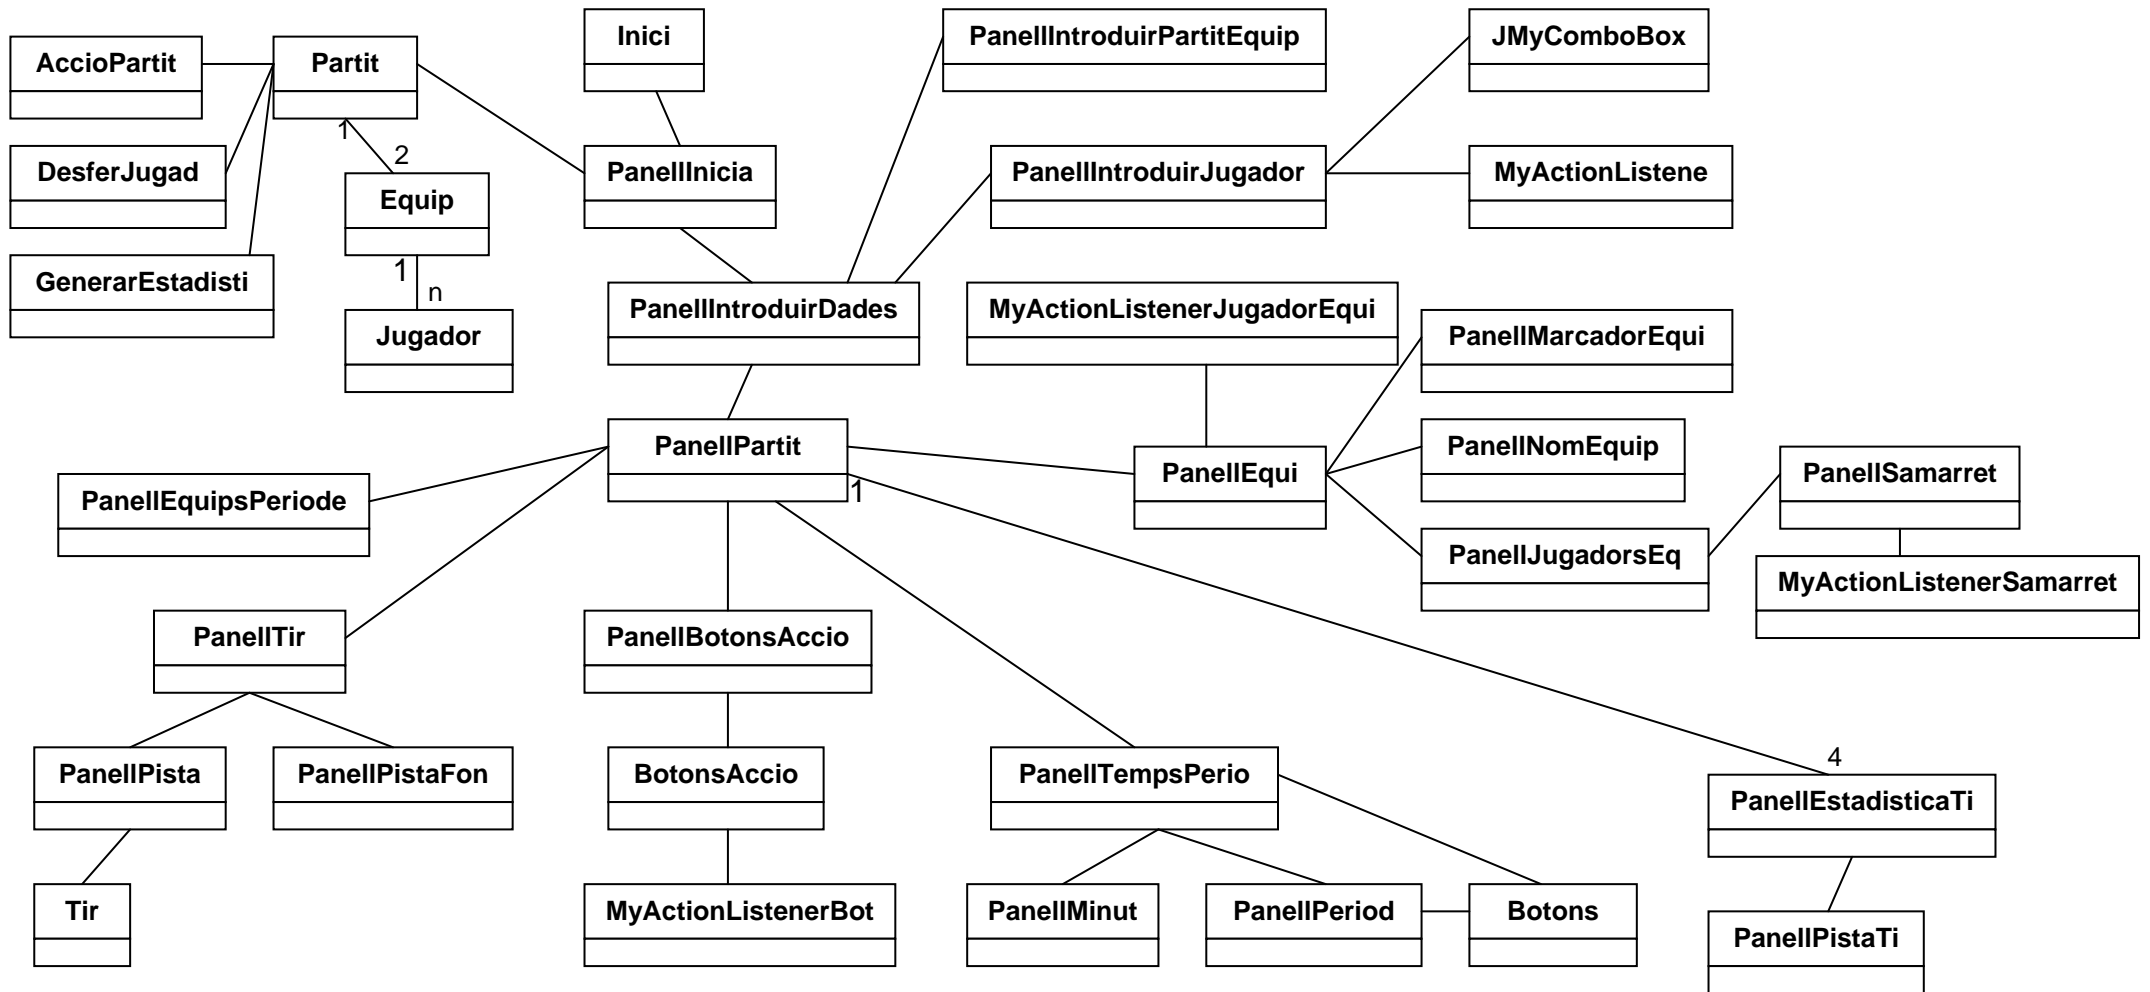 Inici
PanellIntroduirPartitEquip
JMyComboBox
AccioPartit
Partit
1
2
DesferJugad
PanellInicia
PanellIntroduirJugador
MyActionListene
Equip
1
n
GenerarEstadisti
PanellIntroduirDades
MyActionListenerJugadorEqui
Jugador
PanellMarcadorEqui
PanellPartit
1
PanellNomEquip
PanellEqui
PanellSamarret
PanellEquipsPeriode
PanellJugadorsEq
MyActionListenerSamarret
PanellTir
PanellBotonsAccio
PanellPista
PanellPistaFon
BotonsAccio
PanellTempsPerio
4
PanellEstadisticaTi
Tir
MyActionListenerBot
PanellMinut
PanellPeriod
Botons
PanellPistaTi